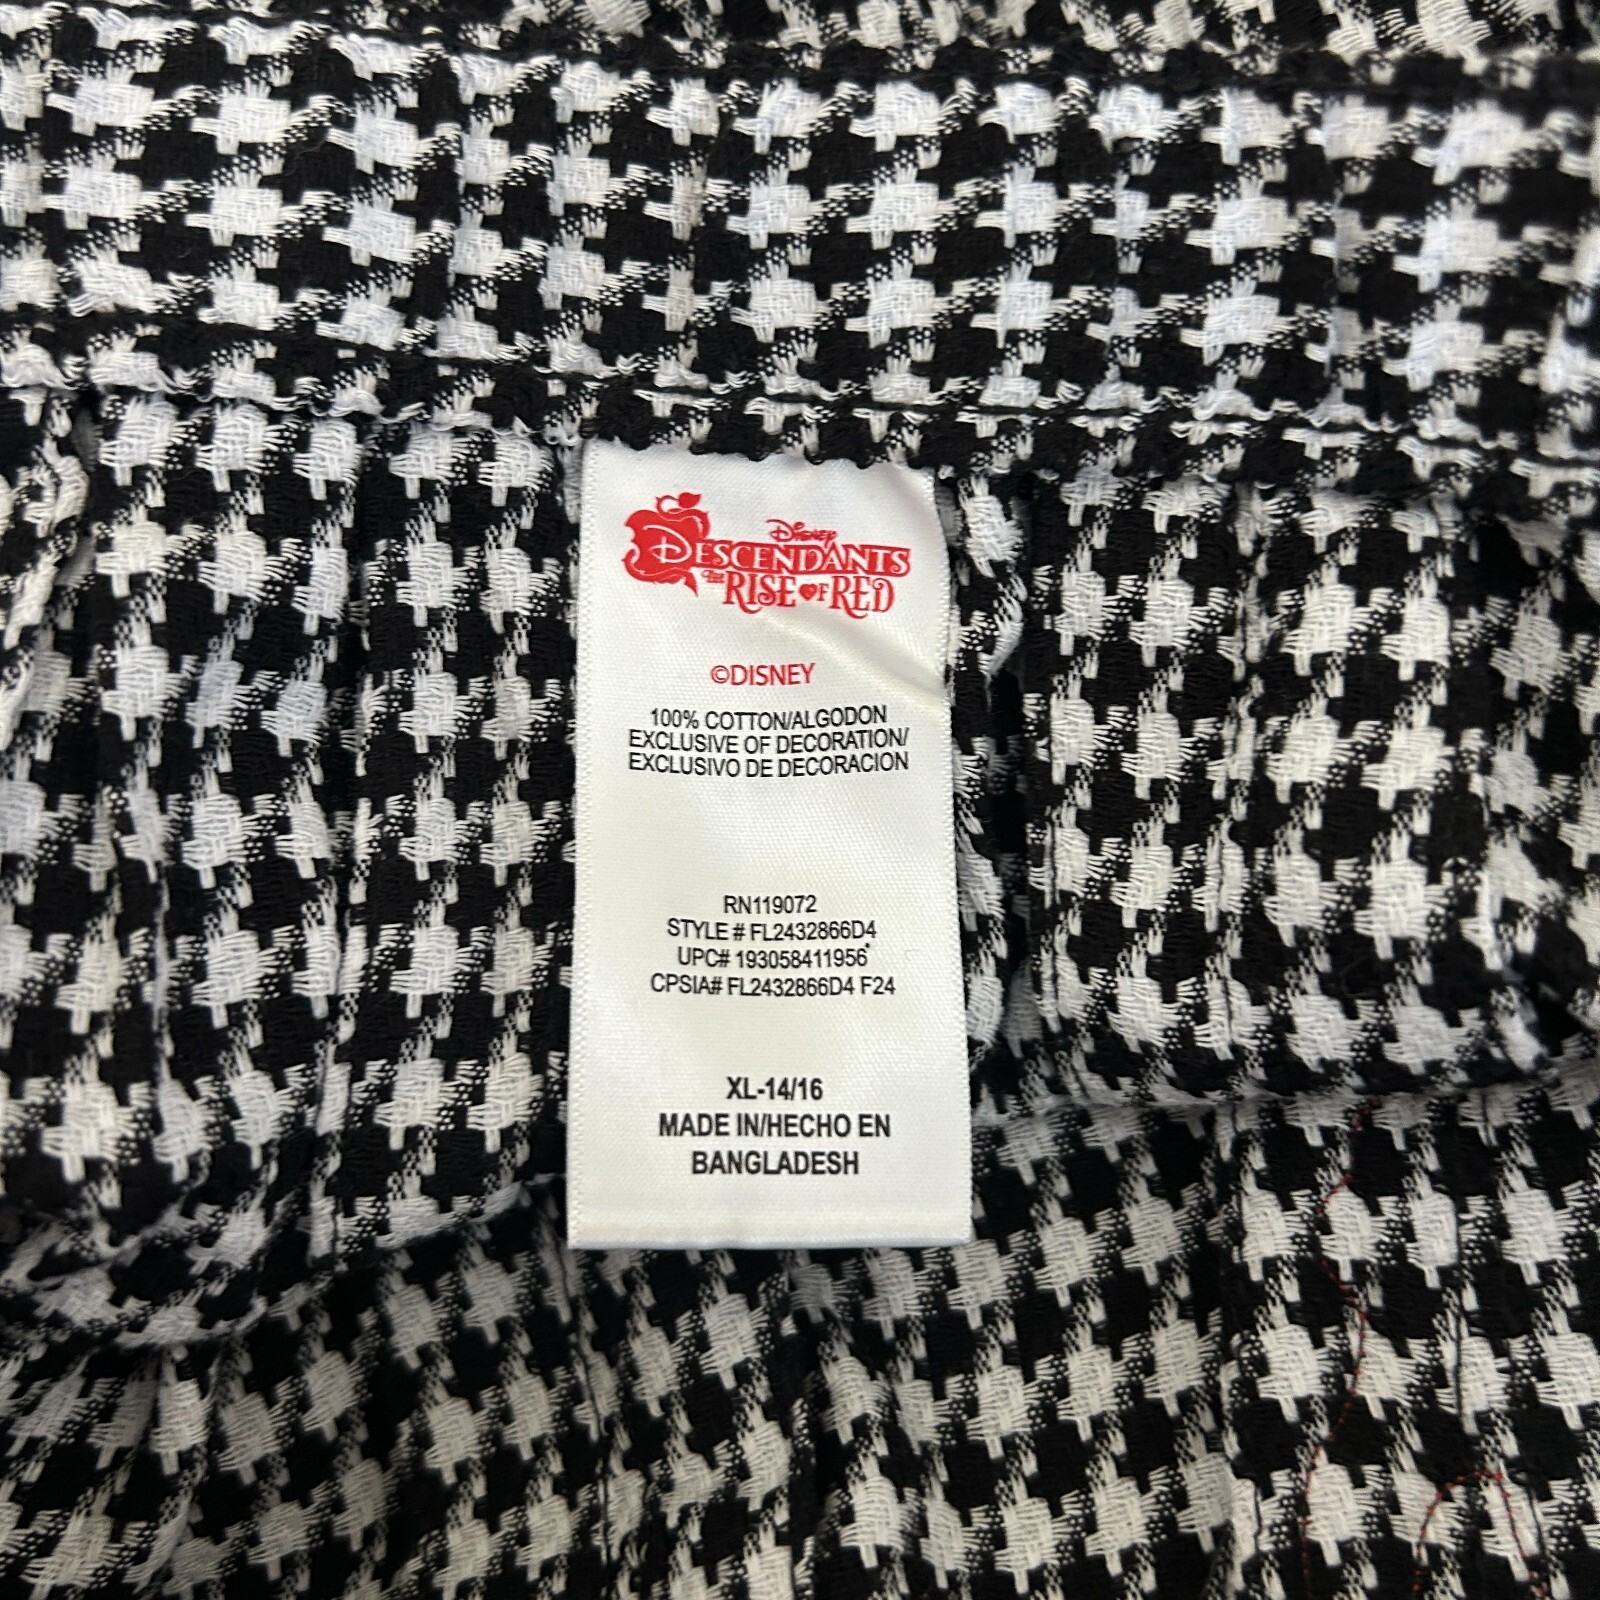 Disney
DESCENDANTS
The RISE OF RED
©DISNEY
100% COTTON/ALGODON
EXCLUSIVE OF DECORATION/
EXCLUSIVO DE DECORACION
RN119072
STYLE # FL2432866D4
UPC# 193058411956
CPSIA# FL2432866D4 F24
XL-14/16
MADE IN/HECHO EN
BANGLADESH